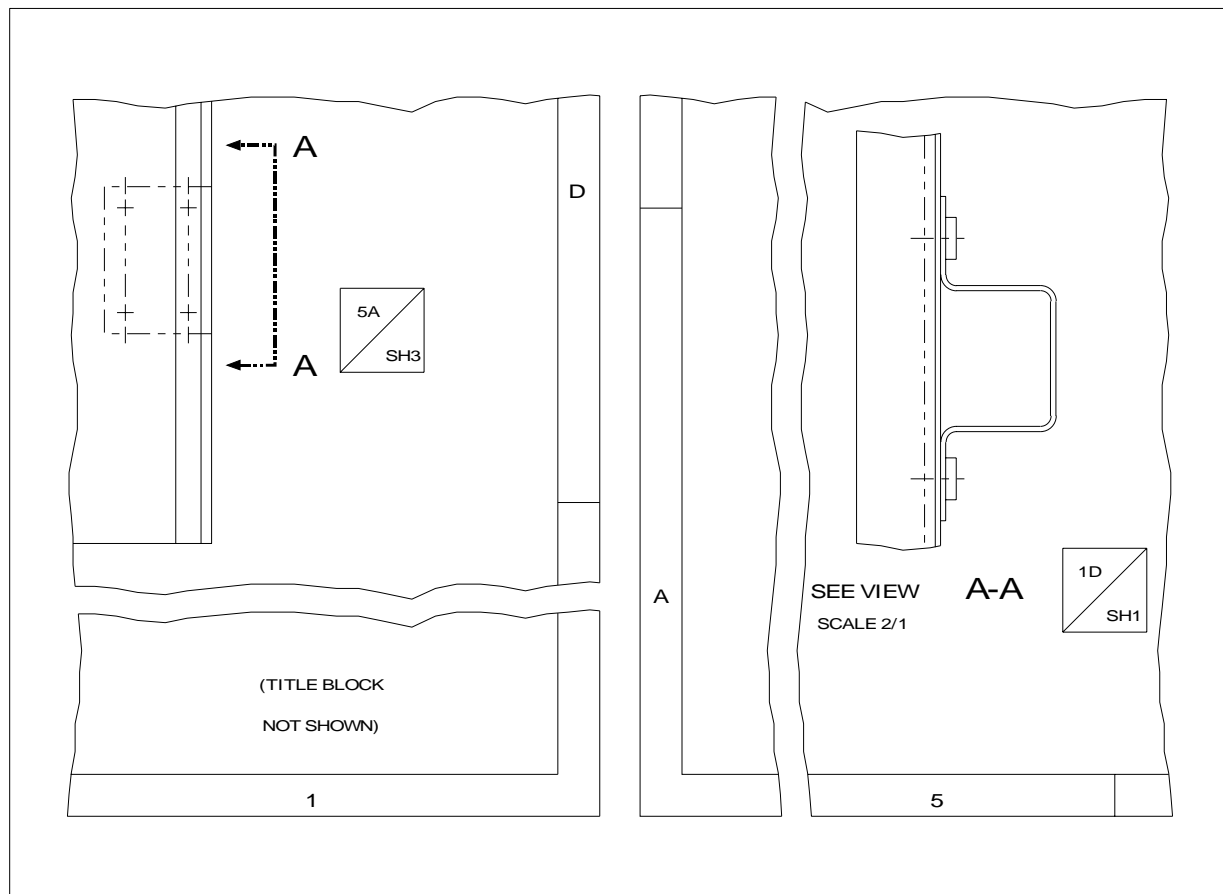 A
D
5A
SH3
A
(TITLE BLOCK
NOT SHOWN)
1
A
SEE VIEW A-A
SCALE 2/1
1D
SH1
5